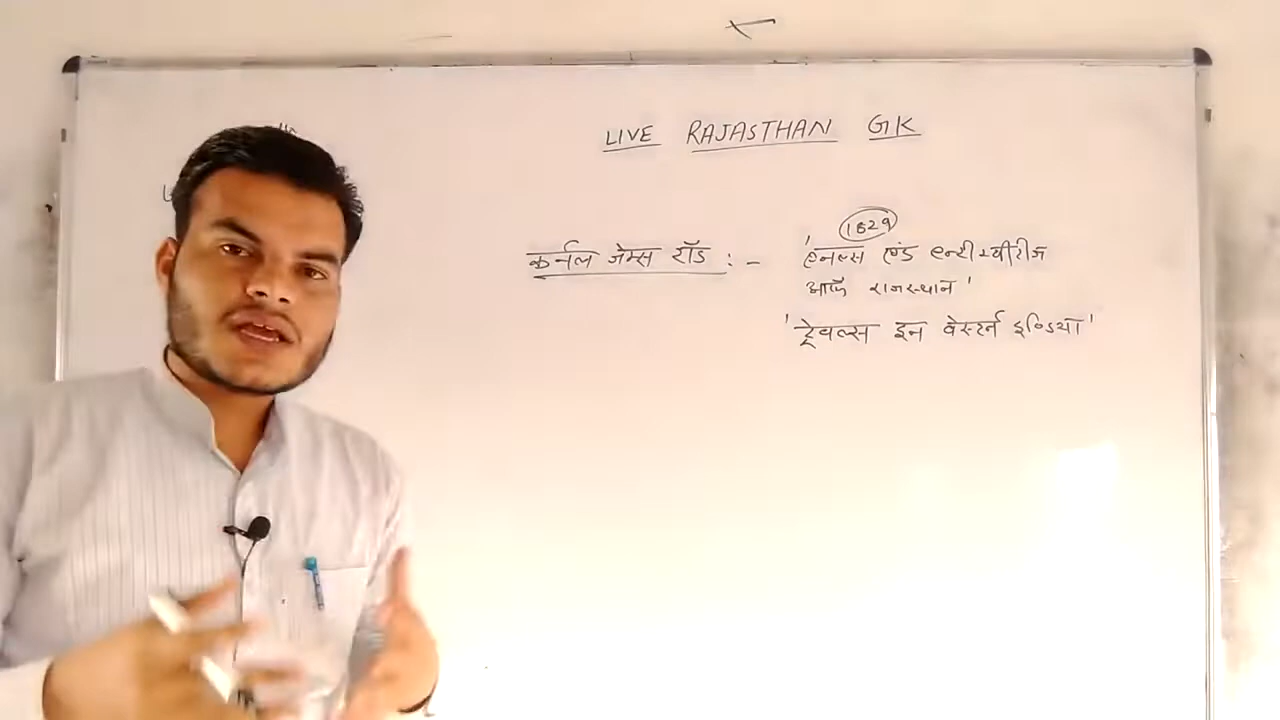 LIVE RAJASTHAN GK
1829
कर्नल जेम्स टॉड :- 'एनल्स एंड एन्टीक्वीटीज
ऑफ राजस्थान'
'ट्रेवल्स इन वेस्टर्न इण्डिया'